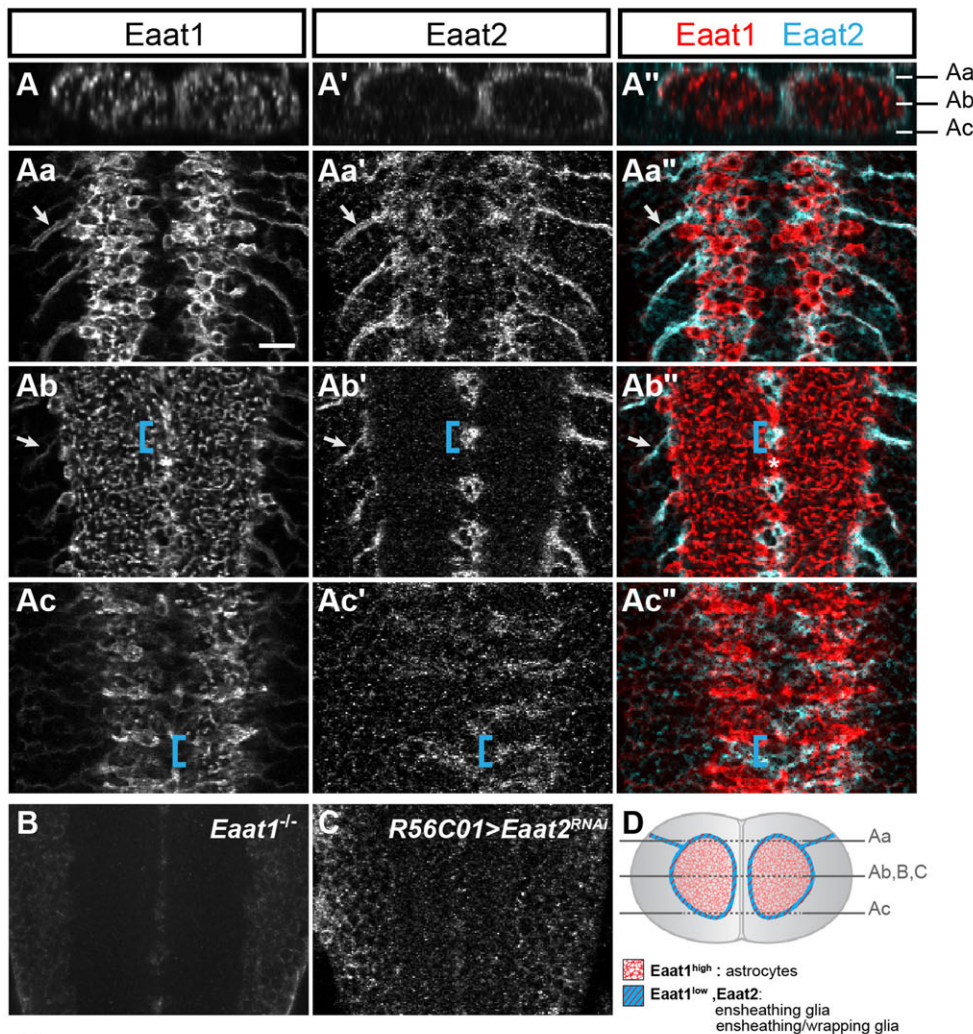 Eaat1
Eaat2
Eaat1 Eaat2
A
A'
A"
Aa
Ab
Ac
Aa
Aa'
Aa"
Ab
Ab'
Ab"
*
*
Ac
Ac'
Ac"
B
Eaat1-/-
C
R56C01>Eaat2RNAi
D
Aa
Ab,B,C
Ac
Eaat1high : astrocytes
Eaat1low ,Eaat2:
ensheathing glia
ensheathing/wrapping glia